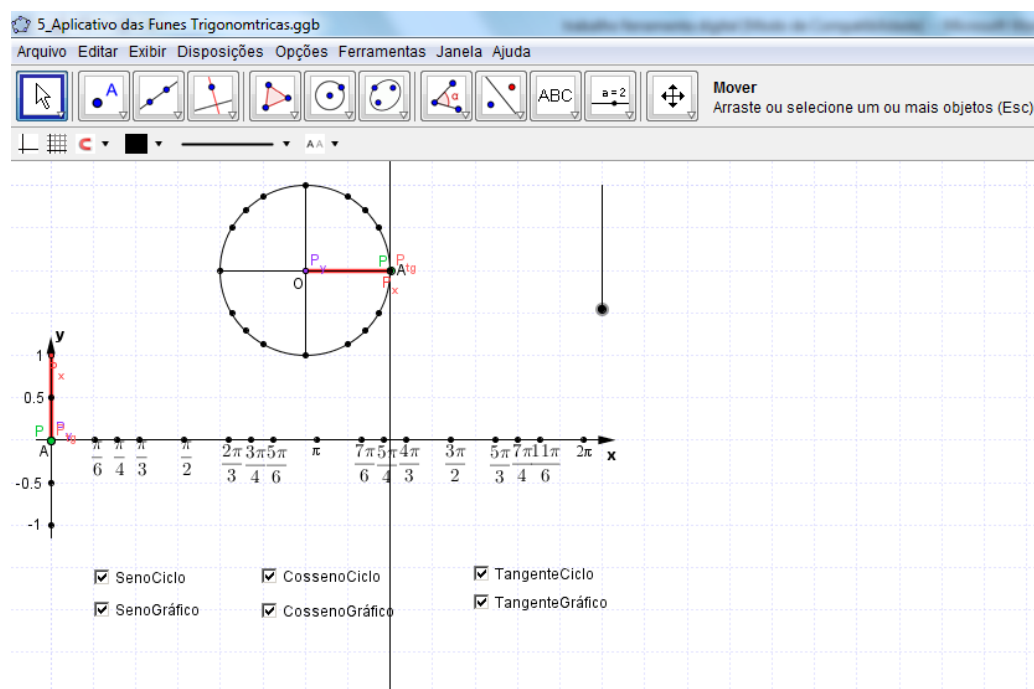 5_Aplicativo das Funes Trigonomtricas.ggb
Arquivo Editar Exibir Disposições Opções Ferramentas Janela Ajuda
A
α
ABC
a = 2
Mover
Arraste ou selecione um ou mais objetos (Esc)
A A
P y P P tg
O A
P x
y
1
P x
0.5
P P
A
π/6 π/4 π/3 π/2 2π/3 3π/4 5π/6 π 7π/6 5π/4 4π/3 3π/2 5π/3 7π/4 11π/6 2π x
-0.5
-1
SenoCiclo CossenoCiclo TangenteCiclo
SenoGráfico CossenoGráfico TangenteGráfico